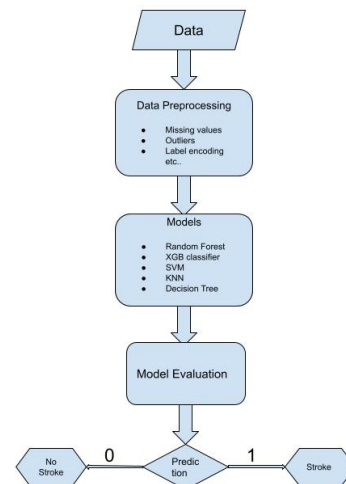 Data
Data Preprocessing
● Missing values
● Outliers
● Label encoding
etc..
Models
● Random Forest
● XGB classifier
● SVM
● KNN
● Decision Tree
Model Evaluation
No
Stroke
0
Predic
tion
1
Stroke